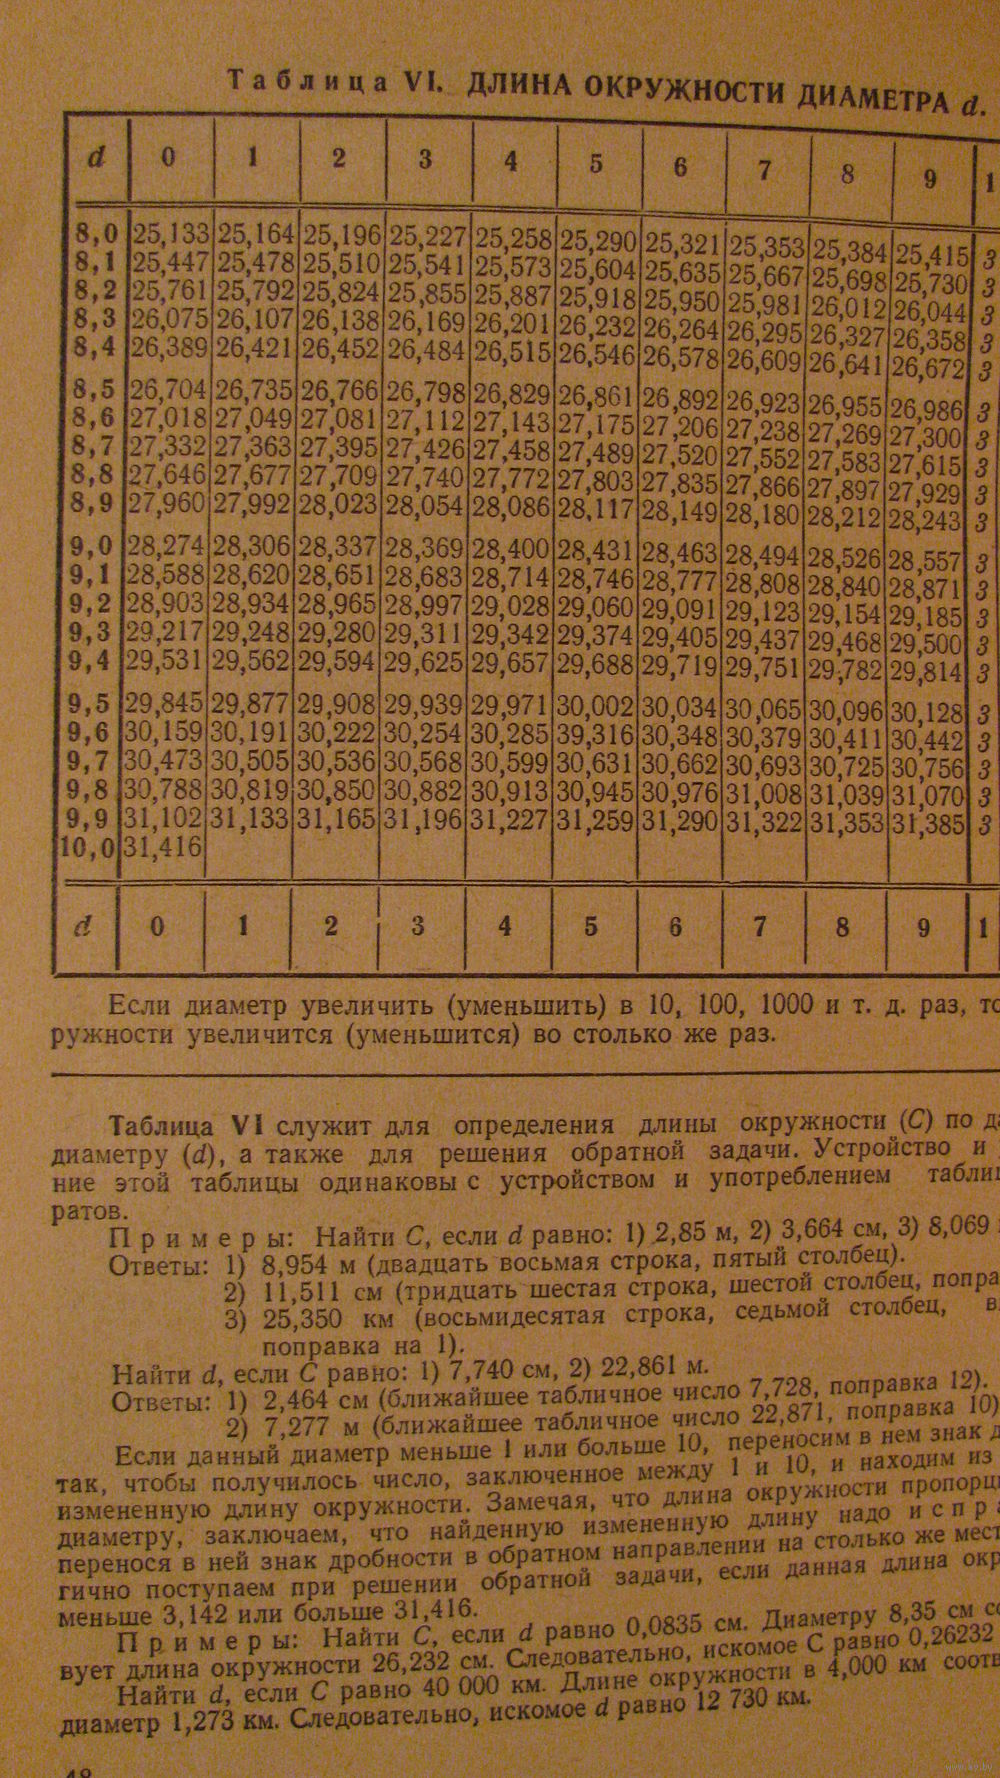 Таблица VI. ДЛИНА ОКРУЖНОСТИ ДИАМЕТРА d.
d 0 1 2 3 4 5 6 7 8 9 1
8,0 25,133 25,164 25,196 25,227 25,258 25,290 25,321 25,353 25,384 25,415 3
8,1 25,447 25,478 25,510 25,541 25,573 25,604 25,635 25,667 25,698 25,730 3
8,2 25,761 25,792 25,824 25,855 25,887 25,918 25,950 25,981 26,012 26,044 3
8,3 26,075 26,107 26,138 26,169 26,201 26,232 26,264 26,295 26,327 26,358 3
8,4 26,389 26,421 26,452 26,484 26,515 26,546 26,578 26,609 26,641 26,672 3
8,5 26,704 26,735 26,766 26,798 26,829 26,861 26,892 26,923 26,955 26,986 3
8,6 27,018 27,049 27,081 27,112 27,143 27,175 27,206 27,238 27,269 27,300 3
8,7 27,332 27,363 27,395 27,426 27,458 27,489 27,520 27,552 27,583 27,615 3
8,8 27,646 27,677 27,709 27,740 27,772 27,803 27,835 27,866 27,897 27,929 3
8,9 27,960 27,992 28,023 28,054 28,086 28,117 28,149 28,180 28,212 28,243 3
9,0 28,274 28,306 28,337 28,369 28,400 28,431 28,463 28,494 28,526 28,557 3
9,1 28,588 28,620 28,651 28,683 28,714 28,746 28,777 28,808 28,840 28,871 3
9,2 28,903 28,934 28,965 28,997 29,028 29,060 29,091 29,123 29,154 29,185 3
9,3 29,217 29,248 29,280 29,311 29,342 29,374 29,405 29,437 29,468 29,500 3
9,4 29,531 29,562 29,594 29,625 29,657 29,688 29,719 29,751 29,782 29,814 3
9,5 29,845 29,877 29,908 29,939 29,971 30,002 30,034 30,065 30,096 30,128 3
9,6 30,159 30,191 30,222 30,254 30,285 39,316 30,348 30,379 30,411 30,442 3
9,7 30,473 30,505 30,536 30,568 30,599 30,631 30,662 30,693 30,725 30,756 3
9,8 30,788 30,819 30,850 30,882 30,913 30,945 30,976 31,008 31,039 31,070 3
9,9 31,102 31,133 31,165 31,196 31,227 31,259 31,290 31,322 31,353 31,385 3
10,0 31,416
d 0 1 2 3 4 5 6 7 8 9 1
Если диаметр увеличить (уменьшить) в 10, 100, 1000 и т. д. раз, то
ружности увеличится (уменьшится) во столько же раз.
Таблица VI служит для определения длины окружности (C) по да
диаметру (d), а также для решения обратной задачи. Устройство и
ние этой таблицы одинаковы с устройством и употреблением табли
ратов.
Примеры: Найти C, если d равно: 1) 2,85 м, 2) 3,664 см, 3) 8,069
Ответы: 1) 8,954 м (двадцать восьмая строка, пятый столбец).
2) 11,511 см (тридцать шестая строка, шестой столбец, попра
3) 25,350 км (восьмидесятая строка, седьмой столбец, в
поправка на 1).
Найти d, если C равно: 1) 7,740 см, 2) 22,861 м.
Ответы: 1) 2,464 см (ближайшее табличное число 7,728, поправка 12).
2) 7,277 м (ближайшее табличное число 22,871, поправка 10)
Если данный диаметр меньше 1 или больше 10, переносим в нем знак д
так, чтобы получилось число, заключенное между 1 и 10, и находим из
измененную длину окружности. Замечая, что длина окружности пропорц
диаметру, заключаем, что найденную измененную длину надо испра
перенося в ней знак дробности в обратном направлении на столько же мест
гично поступаем при решении обратной задачи, если данная длина окр
меньше 3,142 или больше 31,416.
Примеры: Найти C, если d равно 0,0835 см. Диаметру 8,35 см со
вует длина окружности 26,232 см. Следовательно, искомое C равно 0,26232
Найти d, если C равно 40 000 км. Длине окружности в 4,000 км соотв
диаметр 1,273 км. Следовательно, искомое d равно 12 730 км.
48